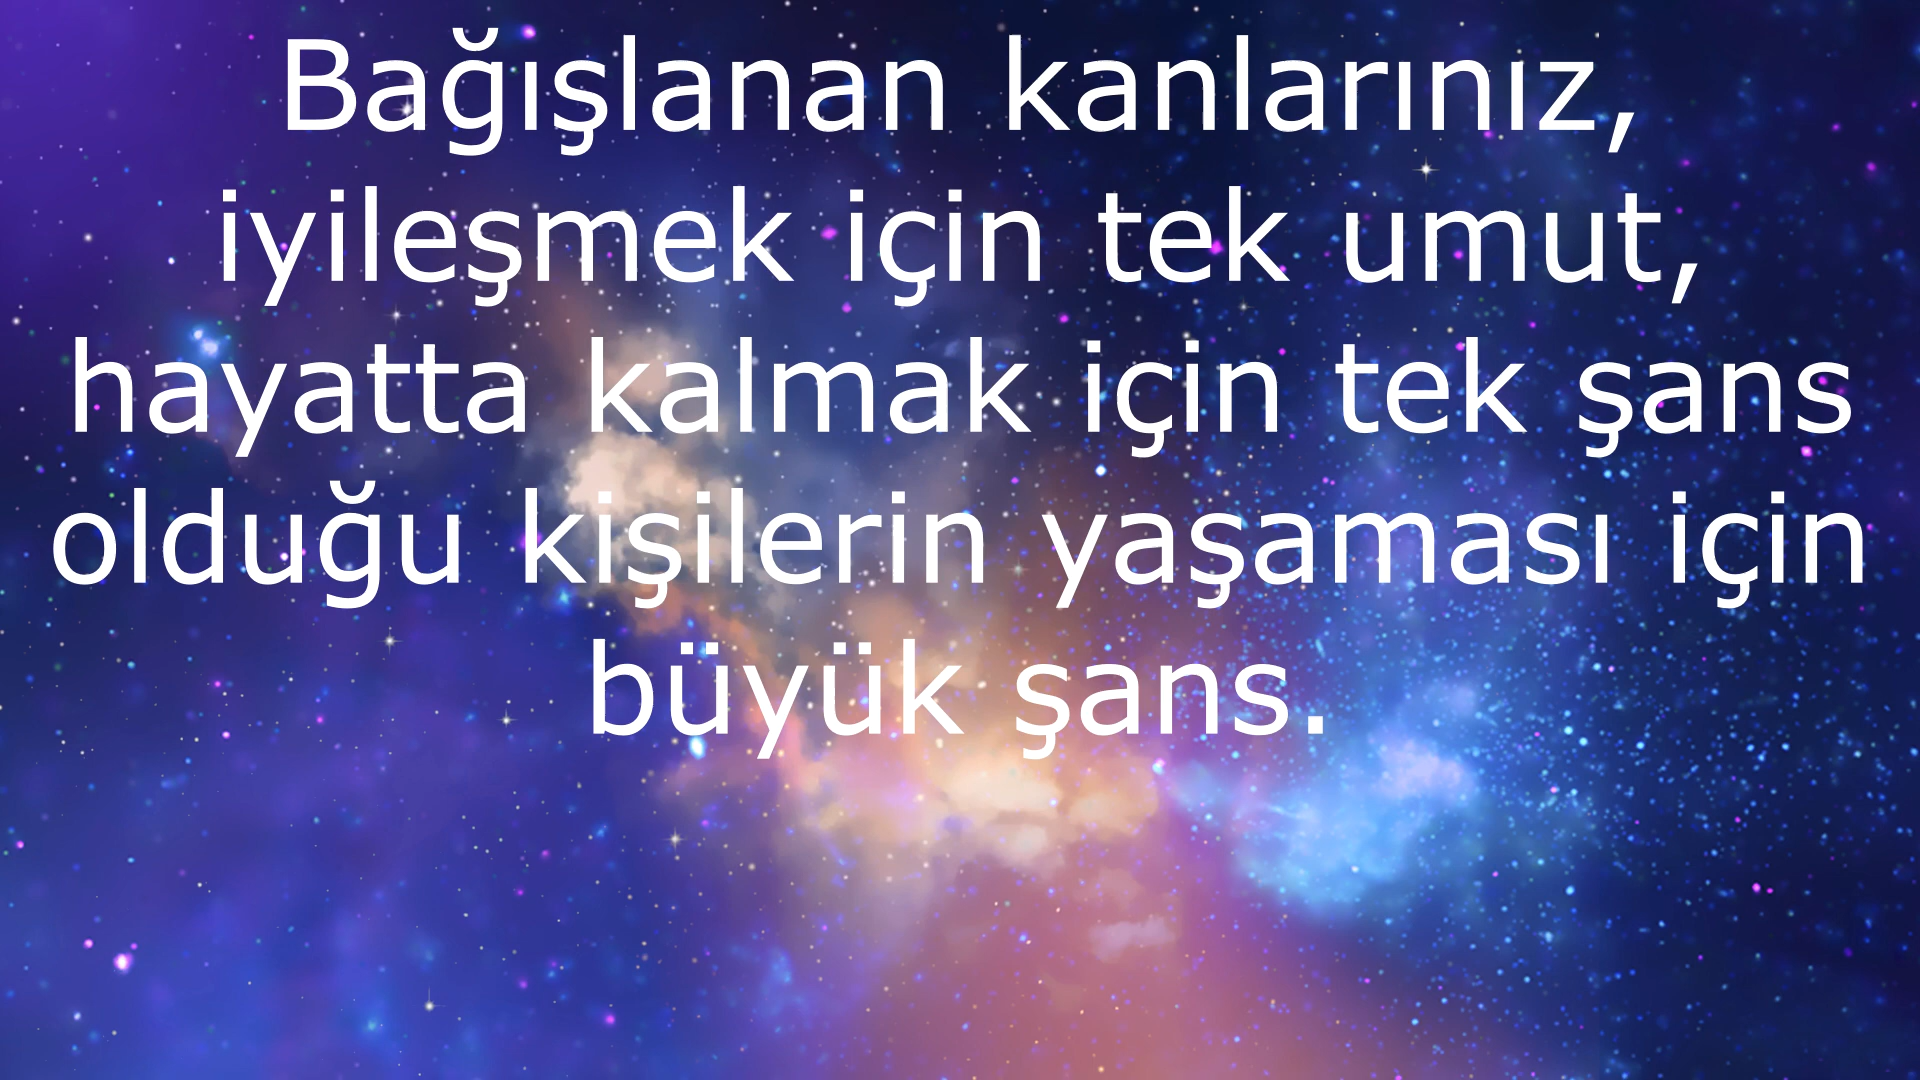 Bağışlanan kanlarınız,
iyileşmek için tek umut,
hayatta kalmak için tek şans
olduğu kişilerin yaşaması için
büyük şans.